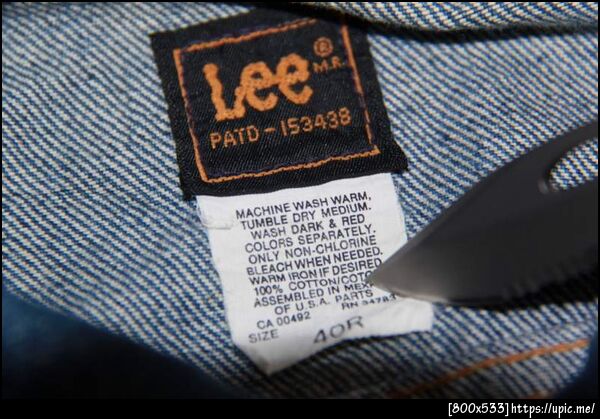 Lee ®
M.R.
PATD-153438
MACHINE WASH WARM,
TUMBLE DRY MEDIUM.
WASH DARK & RED
COLORS SEPARATELY.
ONLY NON-CHLORINE
BLEACH WHEN NEEDED.
WARM IRON IF DESIRED.
100% COTTON/COTO
ASSEMBLED IN MEX
OF U.S.A. PARTS
CA 00492 RN
SIZE 40R
[800x533]https://upic.me/